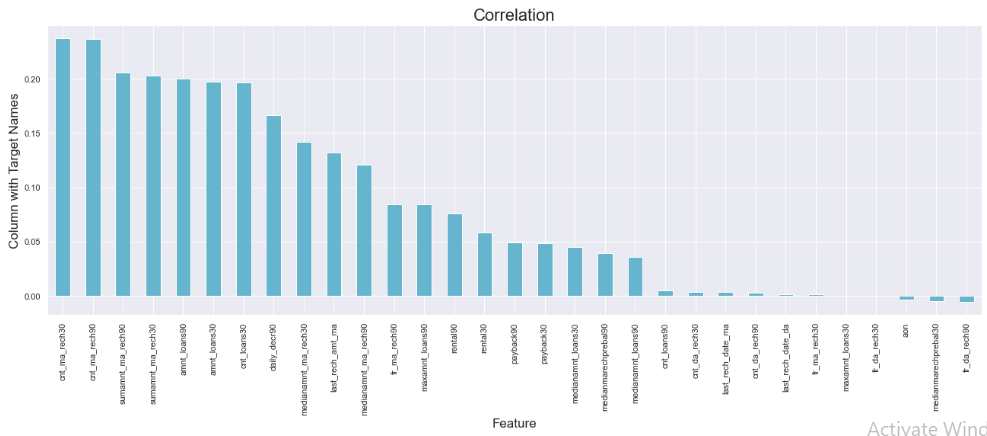 Correlation
Column with Target Names
0.20
0.15
0.10
0.05
0.00
cnt_ma_rech30
cnt_ma_rech90
sumamnt_ma_rech90
sumamnt_ma_rech30
amnt_loans90
amnt_loans30
cnt_loans30
daily_decr90
medianamnt_ma_rech30
last_rech_amt_ma
medianamnt_ma_rech90
fr_ma_rech90
maxamnt_loans90
rental90
rental30
payback90
payback30
medianamnt_loans30
medianmarechprebal90
medianamnt_loans90
cnt_loans90
cnt_da_rech30
last_rech_date_ma
cnt_da_rech90
last_rech_date_da
fr_ma_rech30
maxamnt_loans30
fr_da_rech30
aon
medianmarechprebal30
fr_da_rech90
Feature
Activate Wind